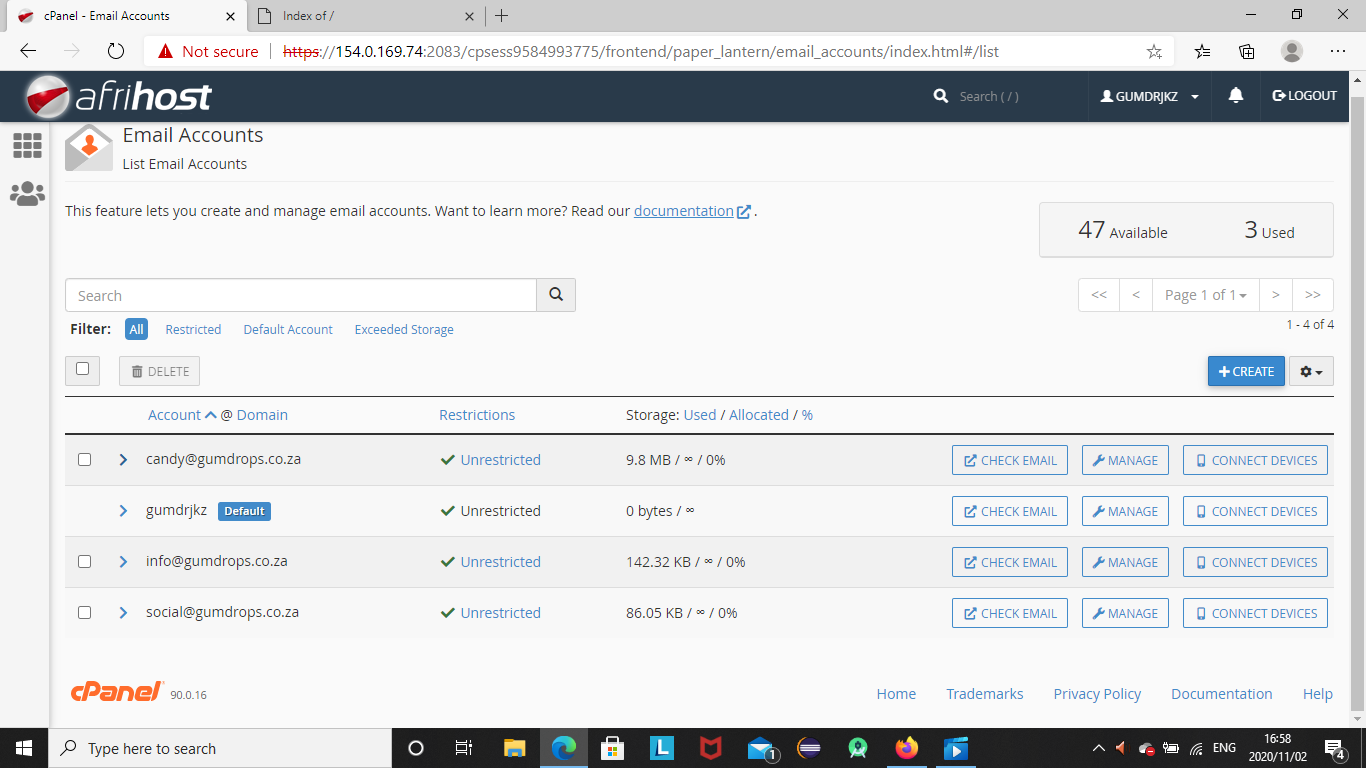 cPanel - Email Accounts
Index of /
Not secure https://154.0.169.74:2083/cpsess9584993775/frontend/paper_lantern/email_accounts/index.html#/list
afrihost
Search ( / )
GUMDRJKZ
LOGOUT
Email Accounts
List Email Accounts
This feature lets you create and manage email accounts. Want to learn more? Read our documentation .
47 Available 3 Used
Search
<< < Page 1 of 1 > >>
Filter: All Restricted Default Account Exceeded Storage
1 - 4 of 4
DELETE
CREATE
Account @ Domain Restrictions Storage: Used / Allocated / %
candy@gumdrops.co.za Unrestricted 9.8 MB / ∞ / 0% CHECK EMAIL MANAGE CONNECT DEVICES
gumdrjkz Default Unrestricted 0 bytes / ∞ CHECK EMAIL MANAGE CONNECT DEVICES
info@gumdrops.co.za Unrestricted 142.32 KB / ∞ / 0% CHECK EMAIL MANAGE CONNECT DEVICES
social@gumdrops.co.za Unrestricted 86.05 KB / ∞ / 0% CHECK EMAIL MANAGE CONNECT DEVICES
cPanel 90.0.16
Home Trademarks Privacy Policy Documentation Help
Type here to search
L
1
ENG
16:58
2020/11/02
4